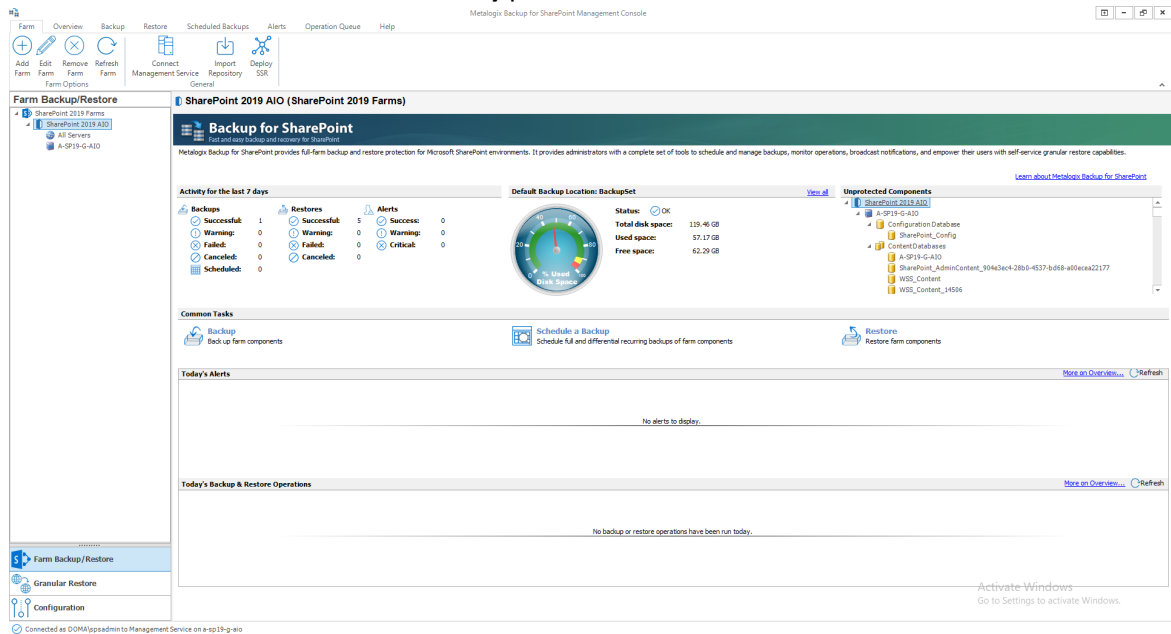 Metalogix Backup for SharePoint Management Console
Farm Overview Backup Restore Scheduled Backups Alerts Operation Queue Help
Add Farm
Edit Farm
Remove Farm
Refresh Farm
Connect Management Service
Import Repository
Deploy SSR
Farm Options
General
Farm Backup/Restore
SharePoint 2019 Farms
SharePoint 2019 AIO
All Servers
A-SP19-G-AIO
SharePoint 2019 AIO (SharePoint 2019 Farms)
Backup for SharePoint
Fast and easy backup and recovery for SharePoint
Metalogix Backup for SharePoint provides full-farm backup and restore protection for Microsoft SharePoint environments. It provides administrators with a complete set of tools to schedule and manage backups, monitor operations, broadcast notifications, and empower their users with self-service granular restore capabilities.
Learn about Metalogix Backup for SharePoint
Activity for the last 7 days
Backups
Successful: 1
Warning: 0
Failed: 0
Canceled: 0
Scheduled: 0
Restores
Successful: 5
Warning: 0
Failed: 0
Canceled: 0
Alerts
Success: 0
Warning: 0
Critical: 0
Default Backup Location: BackupSet
View all
0 20 40 60 80 100
% Used
Disk Space
Status: OK
Total disk space: 119.46 GB
Used space: 57.17 GB
Free space: 62.29 GB
Unprotected Components
SharePoint 2019 AIO
A-SP19-G-AIO
Configuration Database
SharePoint_Config
ContentDatabases
A-SP19-G-AIO
SharePoint_AdminContent_904e3ec4-28b0-4537-bd68-a00ecea22177
WSS_Content
WSS_Content_14506
Common Tasks
Backup
Back up farm components
Schedule a Backup
Schedule full and differential recurring backups of farm components
Restore
Restore farm components
Today's Alerts
More on Overview... Refresh
No alerts to display.
Today's Backup & Restore Operations
More on Overview... Refresh
No backup or restore operations have been run today.
Farm Backup/Restore
Granular Restore
Configuration
Activate Windows
Go to Settings to activate Windows.
Connected as DOMA\spsadmin to Management Service on a-sp19-g-aio